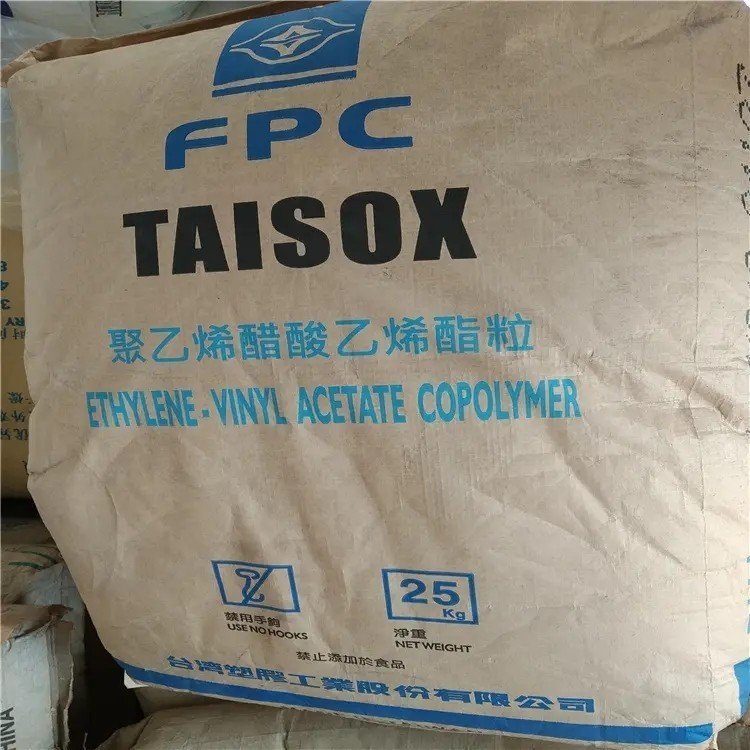 FPC
TAISOX
聚乙烯醋酸乙烯酯粒
ETHYLENE-VINYL ACETATE COPOLYMER
禁用手鈎
USE NO HOOKS
25
Kg
淨重
NET WEIGHT
禁止添加於食品
台灣塑膠工業股份有限公司